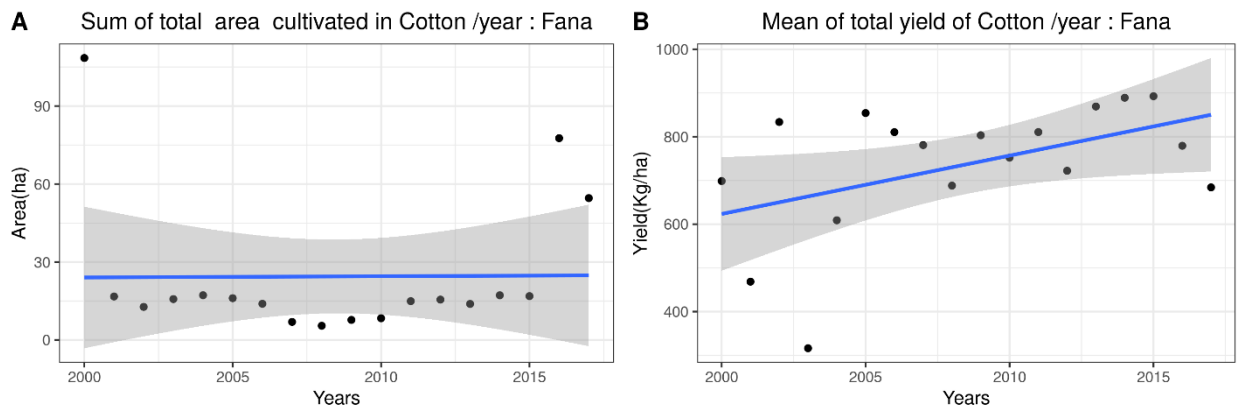 A
Sum of total  area  cultivated in Cotton /year : Fana
Area(ha)
90
60
30
0
2000
2005
2010
2015
Years
B
Mean of total yield of Cotton /year : Fana
Yield(Kg/ha)
1000
800
600
400
2000
2005
2010
2015
Years